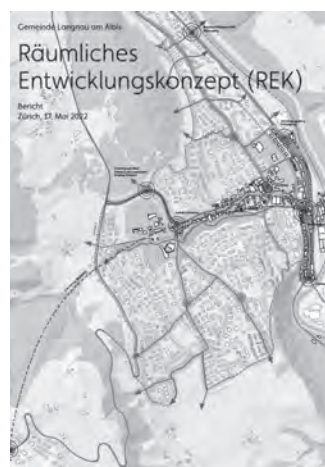 Gemeinde Langnau am Albis
Räumliches
Entwicklungskonzept (REK)
Bericht
Zürich, 17. Mai 2022